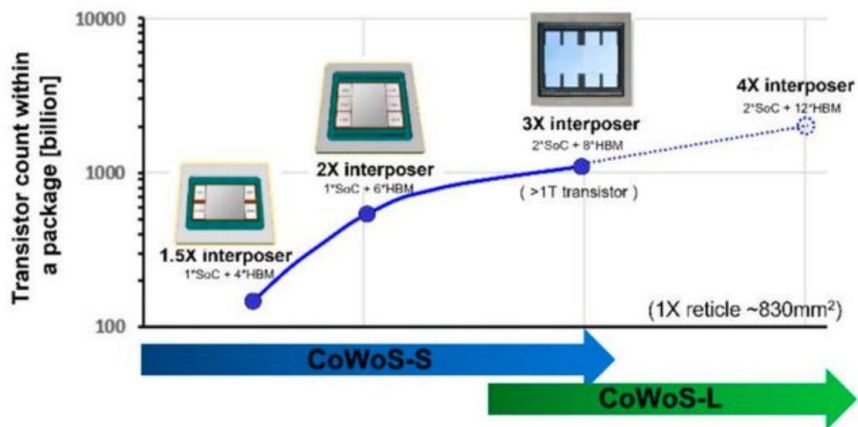 Transistor count within
a package [billion]
10000
1000
100
1.5X interposer
1*SoC + 4*HBM
2X interposer
1*SoC + 6*HBM
3X interposer
2*SoC + 8*HBM
( >1T transistor )
4X interposer
2*SoC + 12*HBM
(1X reticle ~830mm²)
CoWoS-S
CoWoS-L